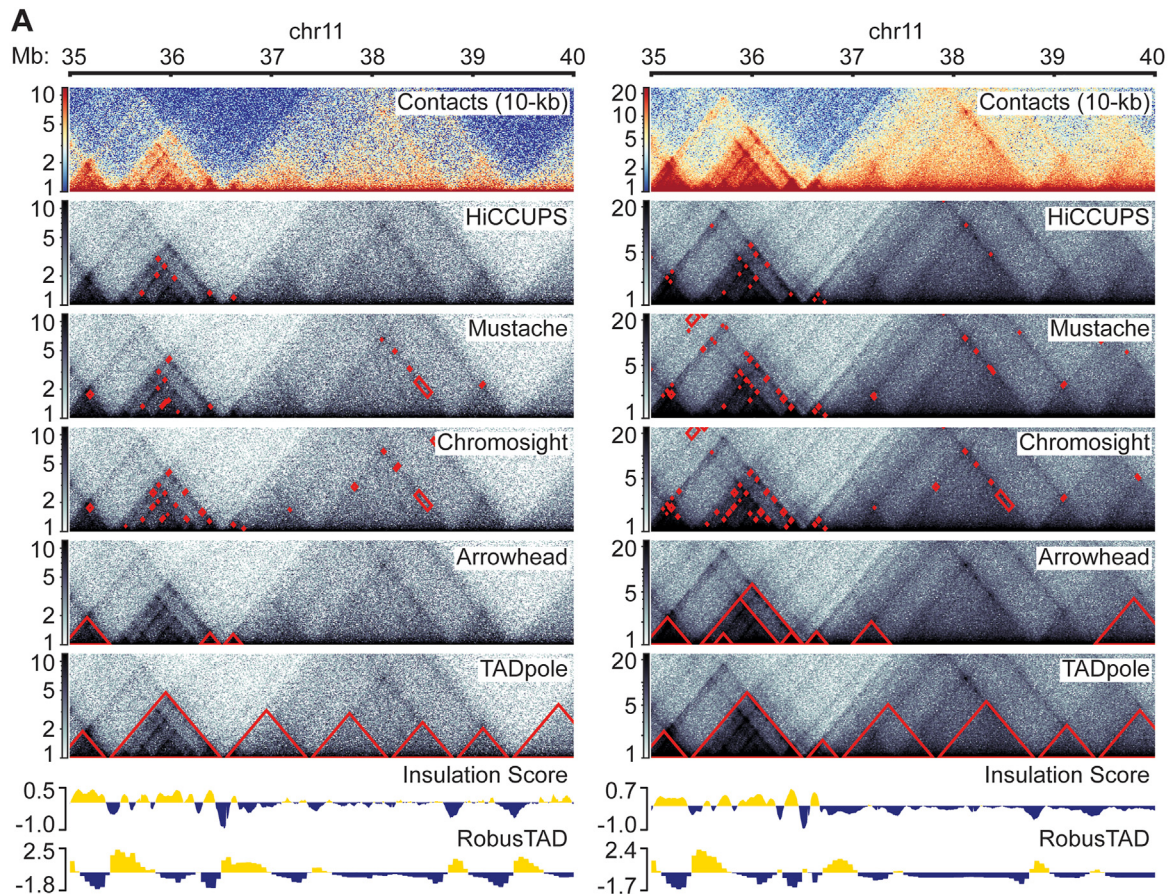 A
chr11 chr11
Mb: 35 36 37 38 39 40 35 36 37 38 39 40
Contacts (10-kb) Contacts (10-kb)
10 5 2 1 20 10 5 2 1
HiCCUPS HiCCUPS
10 5 2 1 20 5 1
Mustache Mustache
10 5 2 1 20 5 1
Chromosight Chromosight
10 5 2 1 20 5 1
Arrowhead Arrowhead
10 5 2 1 20 5 1
TADpole TADpole
10 5 2 1 20 5 1
Insulation Score Insulation Score
0.5 0.7
-1.0 -1.0
RobusTAD RobusTAD
2.5 2.4
-1.8 -1.7